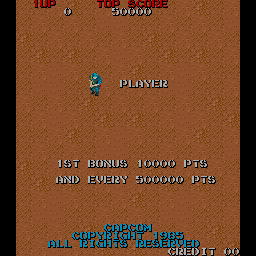 1UP TOP SCORE
0 50000
PLAYER
1ST BONUS 10000 PTS
AND EVERY 500000 PTS
CAPCOM
COPYRIGHT 1985
ALL RIGHTS RESERVED
CREDIT 00